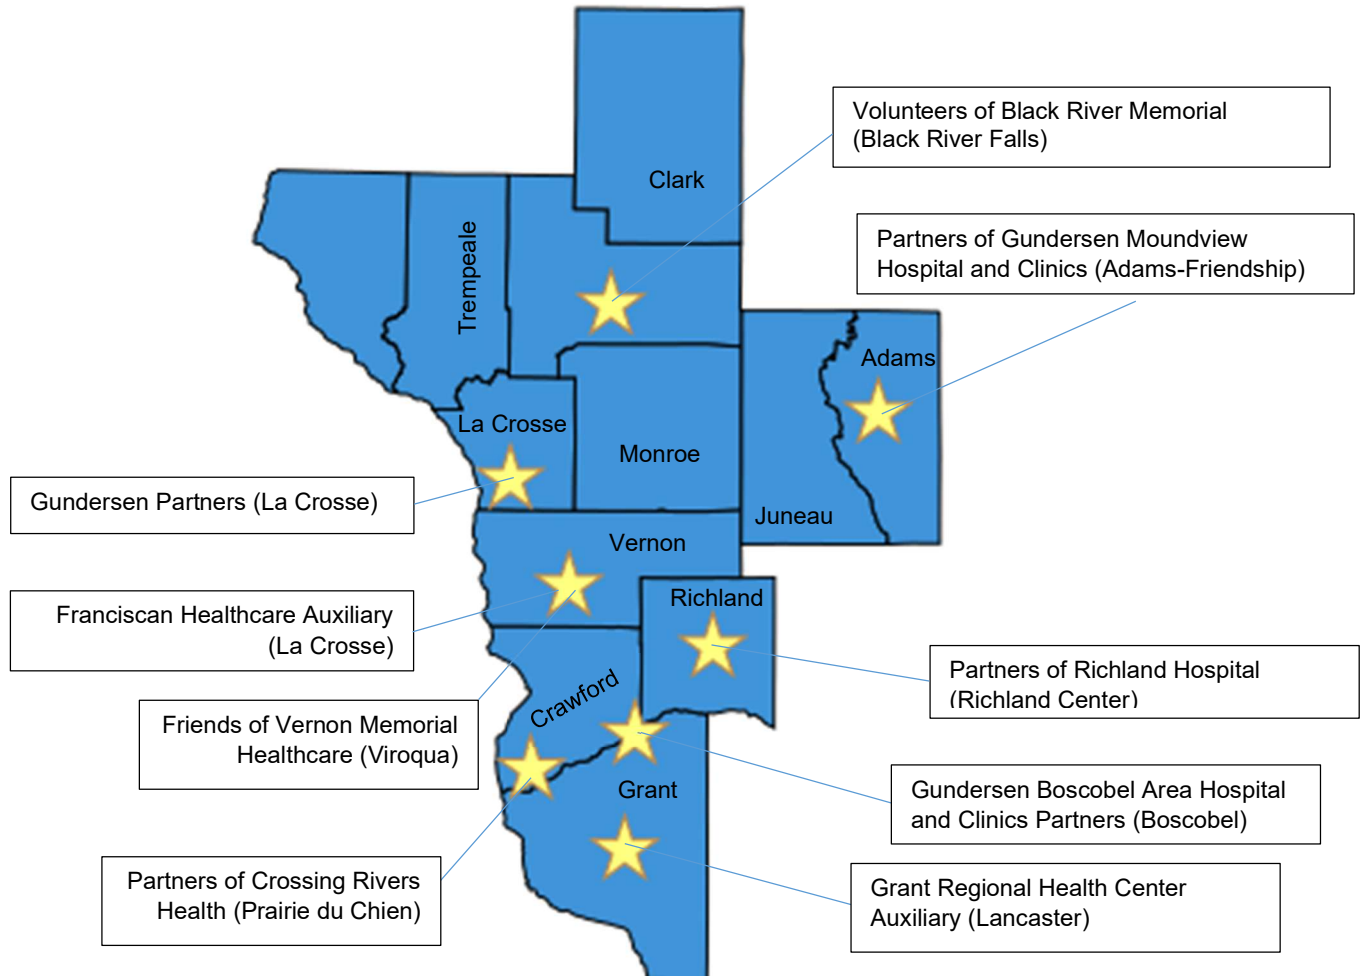 Volunteers of Black River Memorial
(Black River Falls)
Clark
Partners of Gundersen Moundview
Hospital and Clinics (Adams-Friendship)
Trempeale
Adams
La Crosse
Monroe
Gundersen Partners (La Crosse)
Juneau
Vernon
Franciscan Healthcare Auxiliary
(La Crosse)
Richland
Partners of Richland Hospital
(Richland Center)
Crawford
Friends of Vernon Memorial
Healthcare (Viroqua)
Grant
Gundersen Boscobel Area Hospital
and Clinics Partners (Boscobel)
Partners of Crossing Rivers
Health (Prairie du Chien)
Grant Regional Health Center
Auxiliary (Lancaster)